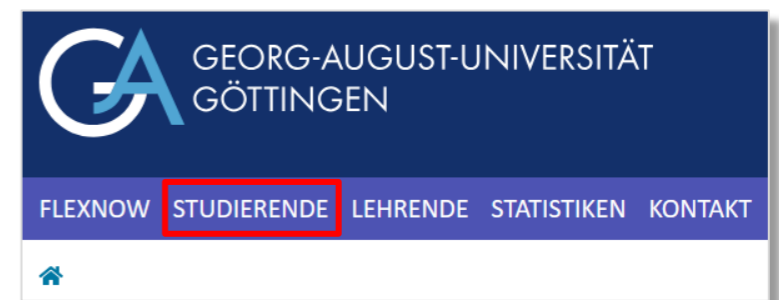 GEORG-AUGUST-UNIVERSITÄT
GÖTTINGEN
FLEXNOW STUDIERENDE LEHRENDE STATISTIKEN KONTAKT